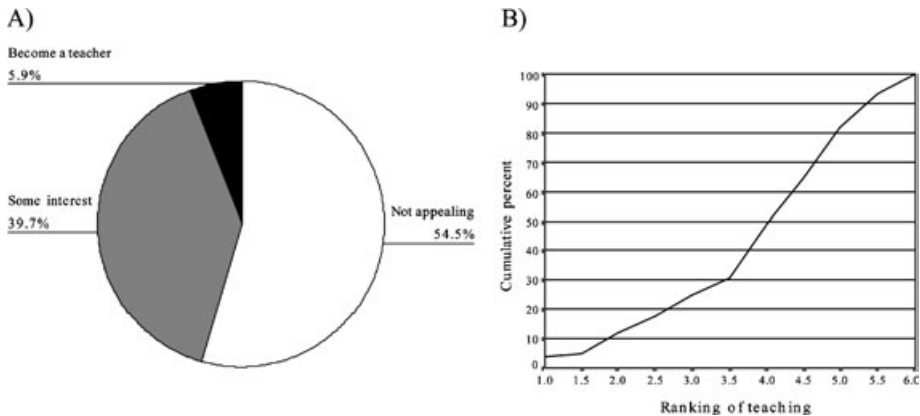 A)
Become a teacher
5.9%
Some interest
39.7%
Not appealing
54.5%
B)
Cumulative percent
100
90
80
70
60
50
40
30
20
10
0
1.0 1.5 2.0 2.5 3.0 3.5 4.0 4.5 5.0 5.5 6.0
Ranking of teaching